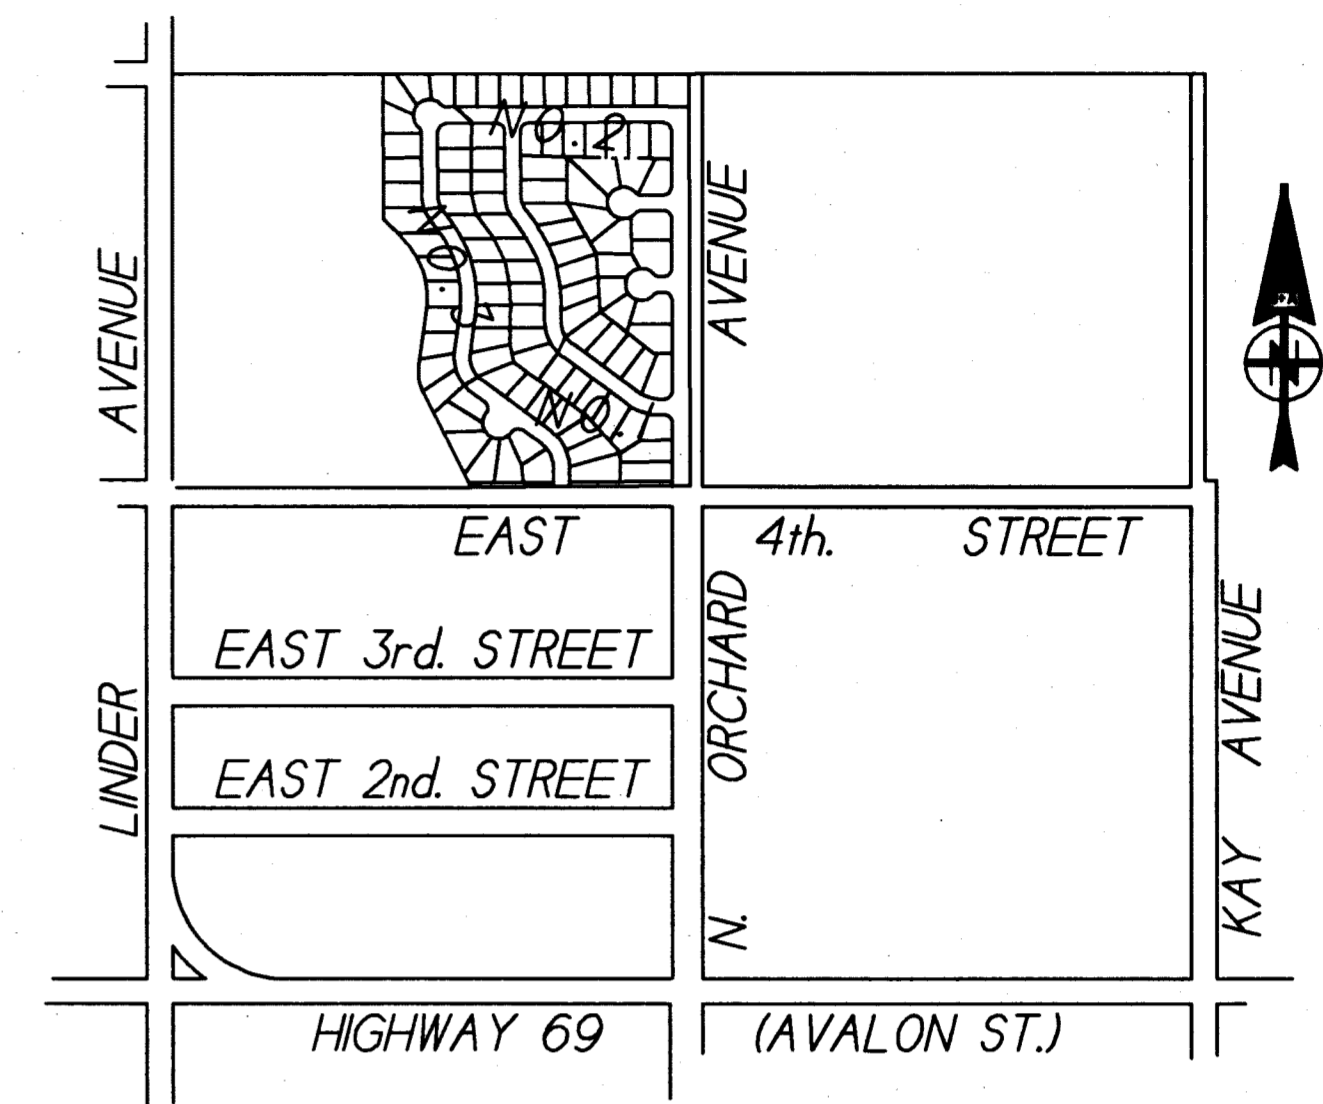 NO. 2
AVENUE
AVENUE
NO.
NO. 1
N
EAST 4th. STREET
EAST 3rd. STREET
N. ORCHARD
KAY AVENUE
LINDER
EAST 2nd. STREET
HIGHWAY 69 (AVALON ST.)